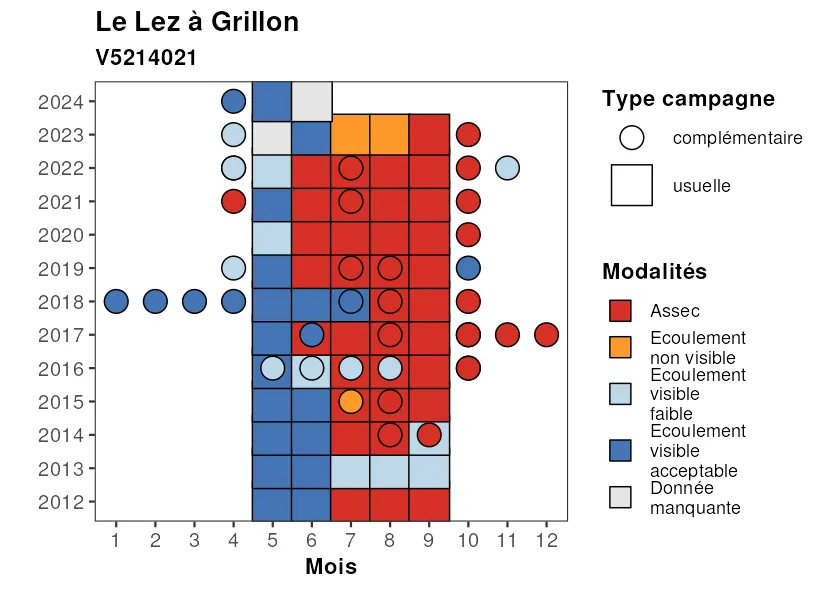 Le Lez à Grillon
V5214021
2024
2023
2022
2021
2020
2019
2018
2017
2016
2015
2014
2013
2012
1 2 3 4 5 6 7 8 9 10 11 12
Mois
Type campagne
complémentaire
usuelle
Modalités
Assec
Ecoulement
non visible
Ecoulement
visible
faible
Ecoulement
visible
acceptable
Donnée
manquante